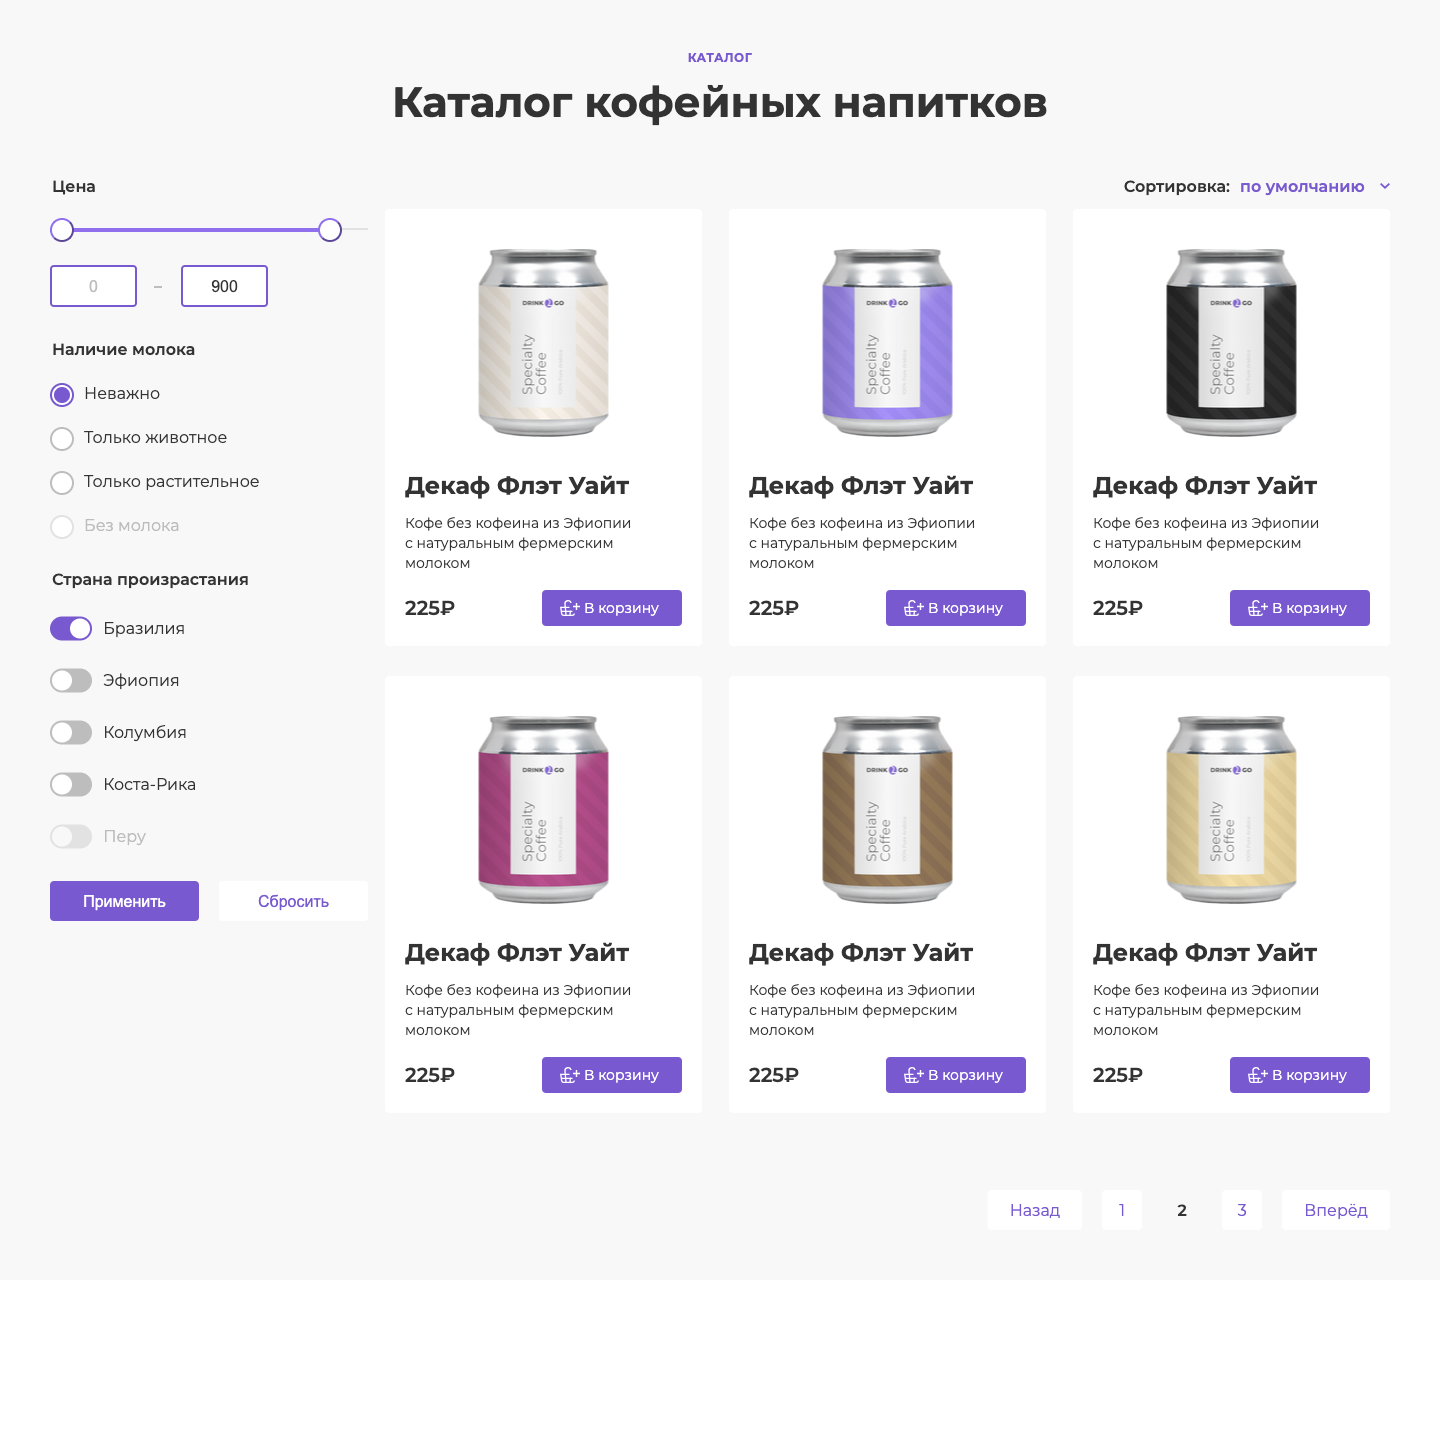 КАТАЛОГ
Каталог кофейных напитков
Цена
0 – 900
Наличие молока
Неважно
Только животное
Только растительное
Без молока
Страна произрастания
Бразилия
Эфиопия
Колумбия
Коста-Рика
Перу
Применить
Сбросить
Сортировка: по умолчанию
DRINK 2 GO
Specialty
Coffee
Декаф Флэт Уайт
Кофе без кофеина из Эфиопии
с натуральным фермерским
молоком
225₽
В корзину
DRINK 2 GO
Specialty
Coffee
Декаф Флэт Уайт
Кофе без кофеина из Эфиопии
с натуральным фермерским
молоком
225₽
В корзину
DRINK 2 GO
Specialty
Coffee
Декаф Флэт Уайт
Кофе без кофеина из Эфиопии
с натуральным фермерским
молоком
225₽
В корзину
DRINK 2 GO
Specialty
Coffee
Декаф Флэт Уайт
Кофе без кофеина из Эфиопии
с натуральным фермерским
молоком
225₽
В корзину
DRINK 2 GO
Specialty
Coffee
Декаф Флэт Уайт
Кофе без кофеина из Эфиопии
с натуральным фермерским
молоком
225₽
В корзину
DRINK 2 GO
Specialty
Coffee
Декаф Флэт Уайт
Кофе без кофеина из Эфиопии
с натуральным фермерским
молоком
225₽
В корзину
Назад
1
2
3
Вперёд